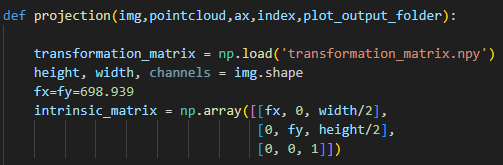 def projection(img,pointcloud,ax,index,plot_output_folder):
transformation_matrix = np.load('transformation_matrix.npy')
height, width, channels = img.shape
fx=fy=698.939
intrinsic_matrix = np.array([[fx, 0, width/2],
[0, fy, height/2],
[0, 0, 1]])